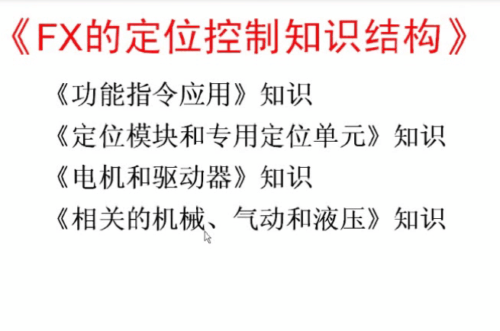 《FX的定位控制知识结构》
《功能指令应用》知识
《定位模块和专用定位单元》知识
《电机和驱动器》知识
《相关的机械、气动和液压》知识